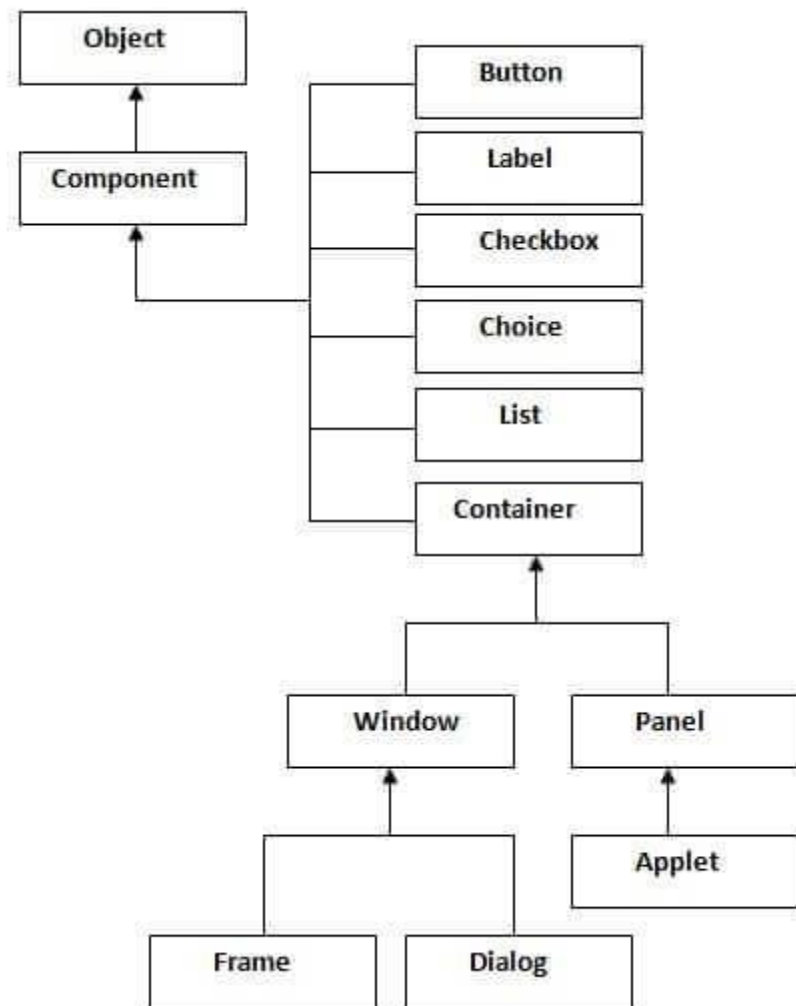 Object
Component
Button
Label
Checkbox
Choice
List
Container
Window
Panel
Applet
Frame
Dialog